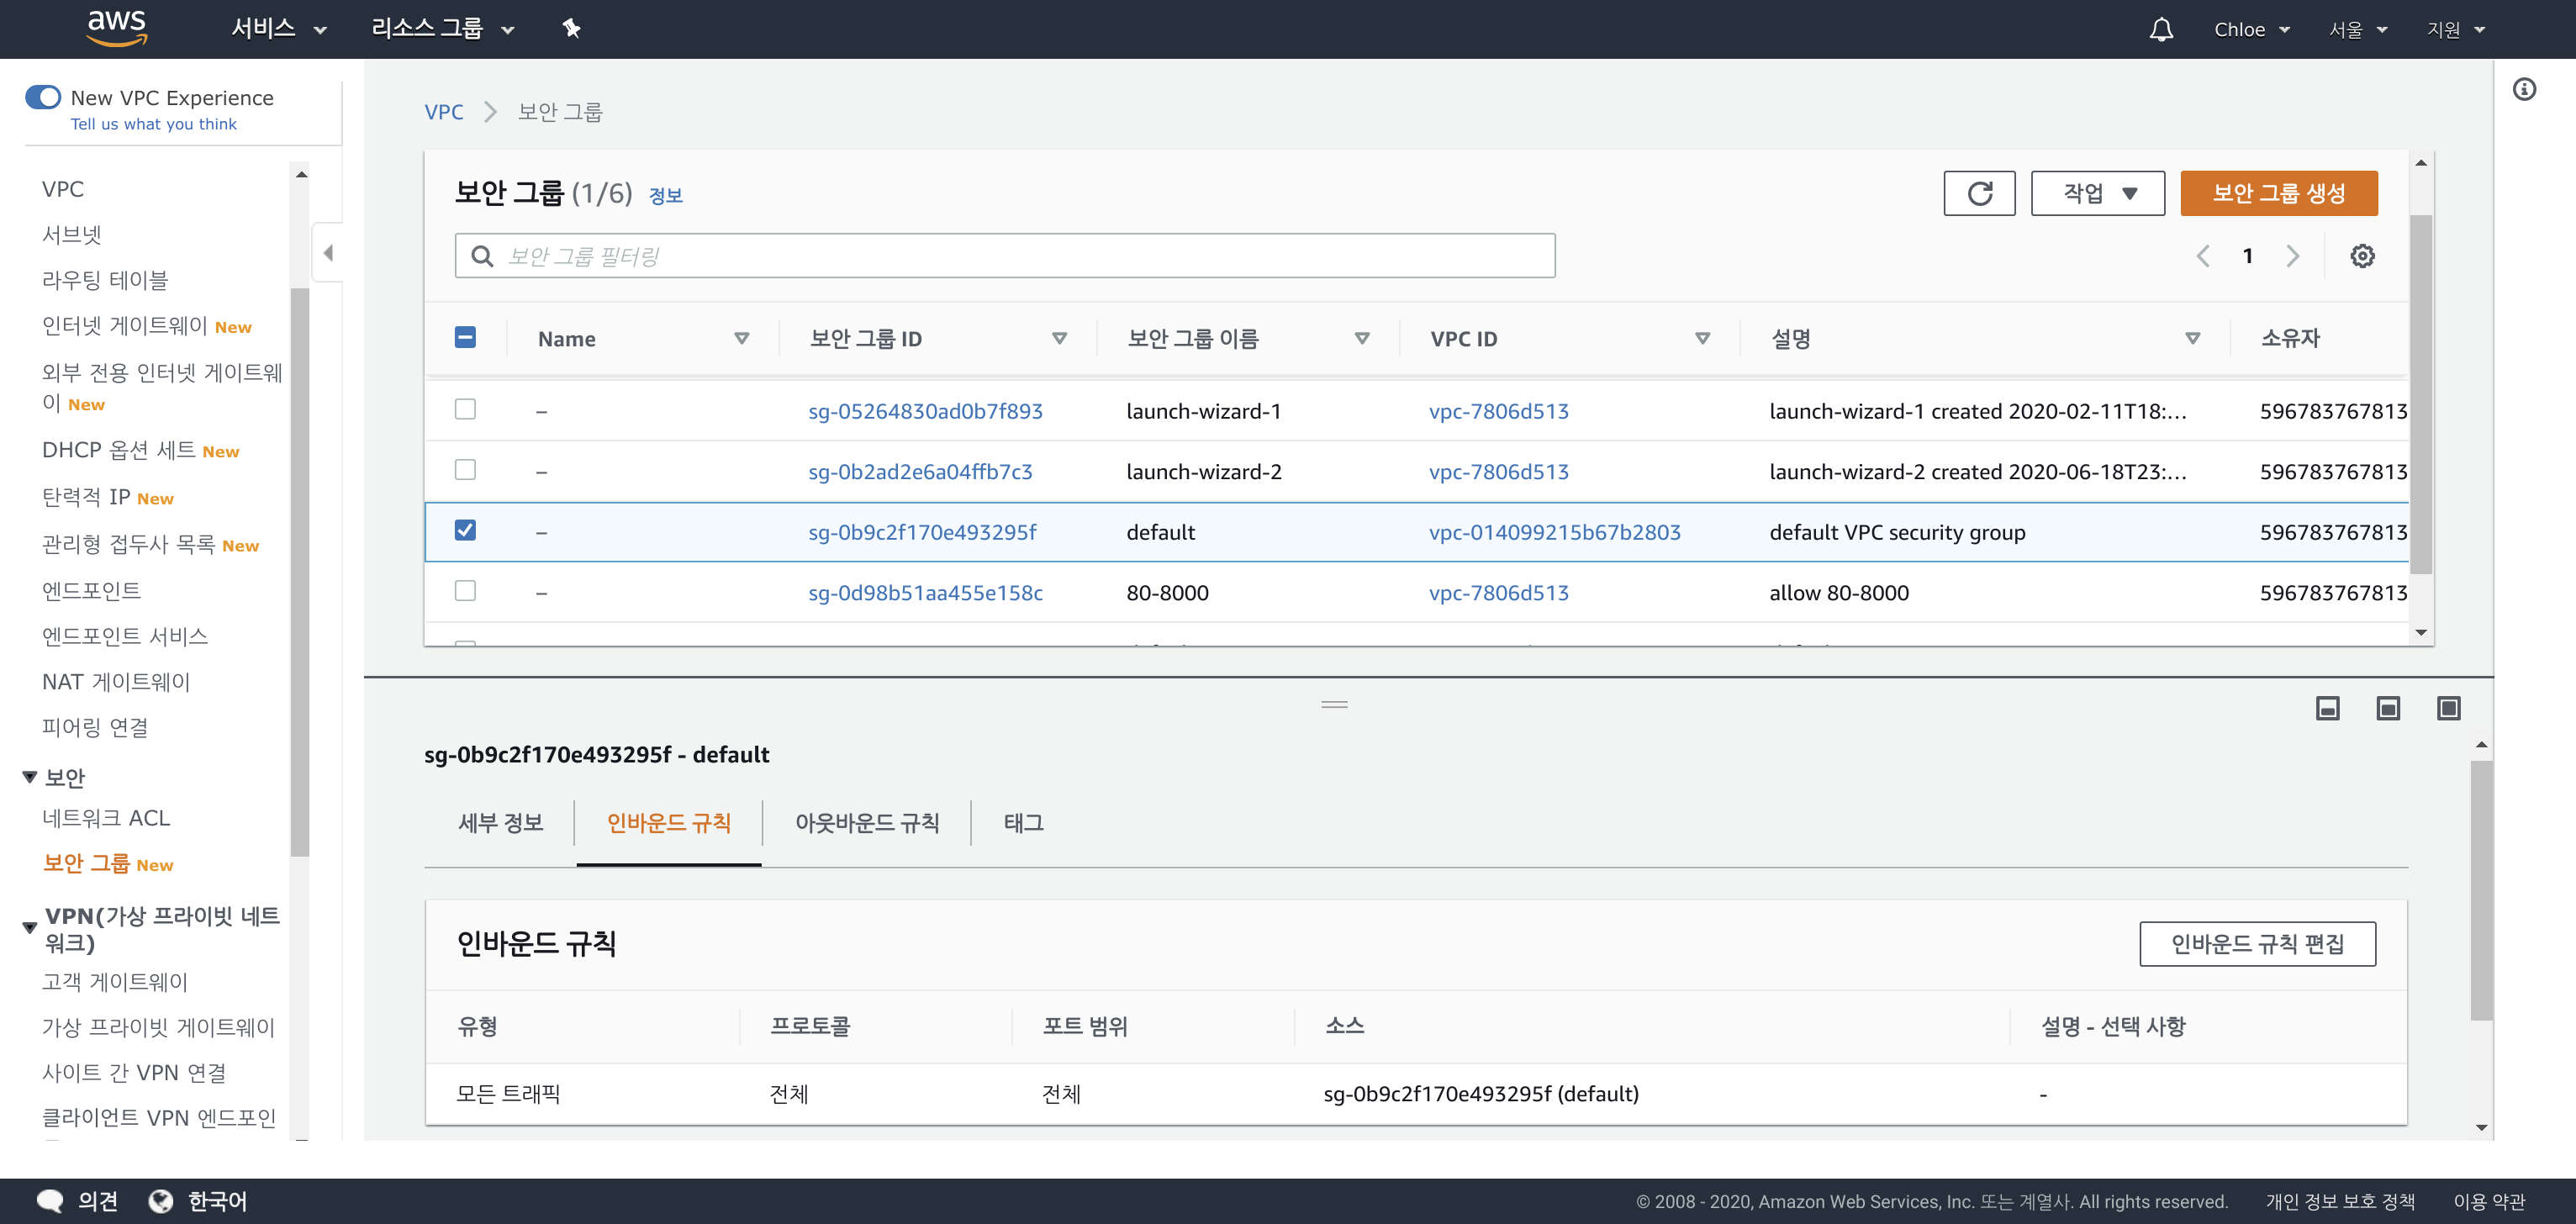 aws 서비스 리소스 그룹 Chloe 서울 지원
New VPC Experience
Tell us what you think
VPC
서브넷
라우팅 테이블
인터넷 게이트웨이 New
외부 전용 인터넷 게이트웨
이 New
DHCP 옵션 세트 New
탄력적 IP New
관리형 접두사 목록 New
엔드포인트
엔드포인트 서비스
NAT 게이트웨이
피어링 연결
보안
네트워크 ACL
보안 그룹 New
VPN(가상 프라이빗 네트
워크)
고객 게이트웨이
가상 프라이빗 게이트웨이
사이트 간 VPN 연결
클라이언트 VPN 엔드포인
VPC 보안 그룹
보안 그룹 (1/6) 정보 작업 보안 그룹 생성
보안 그룹 필터링 1
Name 보안 그룹 ID 보안 그룹 이름 VPC ID 설명 소유자
– sg-05264830ad0b7f893 launch-wizard-1 vpc-7806d513 launch-wizard-1 created 2020-02-11T18:... 596783767813
– sg-0b2ad2e6a04ffb7c3 launch-wizard-2 vpc-7806d513 launch-wizard-2 created 2020-06-18T23:... 596783767813
– sg-0b9c2f170e493295f default vpc-014099215b67b2803 default VPC security group 596783767813
– sg-0d98b51aa455e158c 80-8000 vpc-7806d513 allow 80-8000 596783767813
sg-0b9c2f170e493295f - default
세부 정보 인바운드 규칙 아웃바운드 규칙 태그
인바운드 규칙 인바운드 규칙 편집
유형 프로토콜 포트 범위 소스 설명 - 선택 사항
모든 트래픽 전체 전체 sg-0b9c2f170e493295f (default) -
의견 한국어 © 2008 - 2020, Amazon Web Services, Inc. 또는 계열사. All rights reserved. 개인 정보 보호 정책 이용 약관